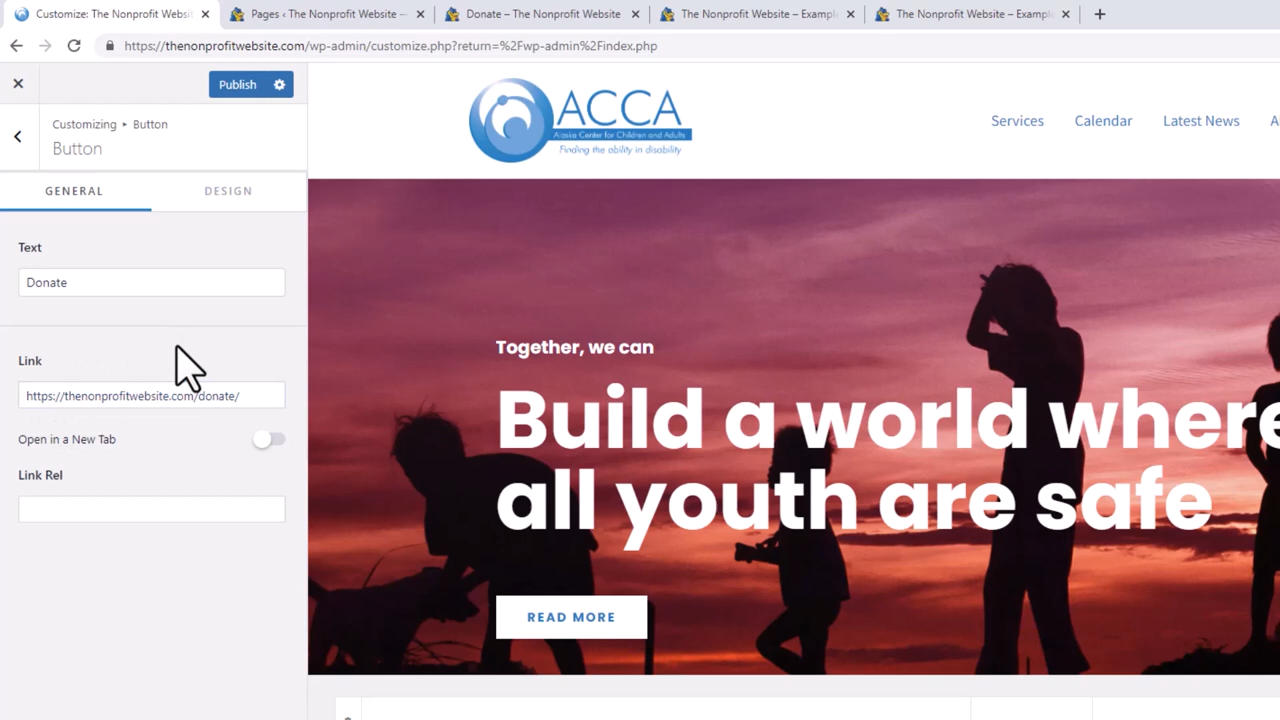 Customize: The Nonprofit Websi
Pages ‹ The Nonprofit Website —
Donate – The Nonprofit Website
The Nonprofit Website – Exampl
The Nonprofit Website – Exampl
https://thenonprofitwebsite.com/wp-admin/customize.php?return=%2Fwp-admin%2Findex.php
Publish
Customizing ▸ Button
Button
GENERAL
DESIGN
Text
Donate
Link
https://thenonprofitwebsite.com/donate/
Open in a New Tab
Link Rel
ACCA
Alaska Center for Children and Adults
Finding the ability in disability
Services
Calendar
Latest News
Together, we can
Build a world where
all youth are safe
READ MORE